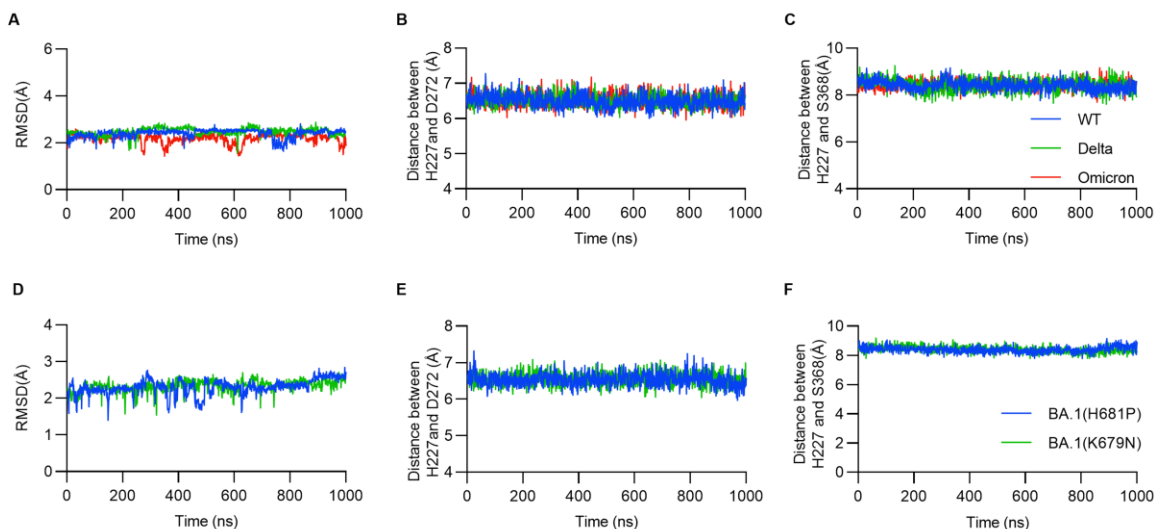 A
RMSD(Å)
6
4
2
0
0 200 400 600 800 1000
Time (ns)
B
Distance between
H227and D272 (Å)
8
7
6
5
4
0 200 400 600 800 1000
Time (ns)
C
Distance between
H227 and S368(Å)
10
8
6
4
WT
Delta
Omicron
0 200 400 600 800 1000
Time (ns)
D
RMSD(Å)
4
3
2
1
0
0 200 400 600 800 1000
Time (ns)
E
Distance between
H227and D272 (Å)
8
7
6
5
4
0 200 400 600 800 1000
Time (ns)
F
Distance between
H227 and S368(Å)
10
8
6
4
2
0
BA.1(H681P)
BA.1(K679N)
0 200 400 600 800 1000
Time (ns)